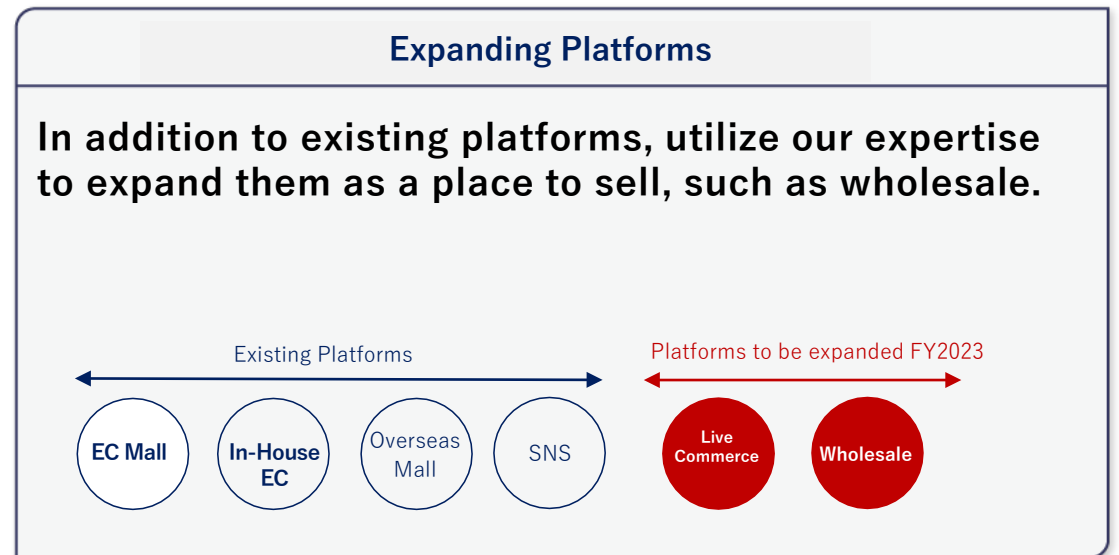 Expanding Platforms
In addition to existing platforms, utilize our expertise
to expand them as a place to sell, such as wholesale.
Existing Platforms
Platforms to be expanded FY2023
EC Mall
In-House
EC
Overseas
Mall
SNS
Live
Commerce
Wholesale